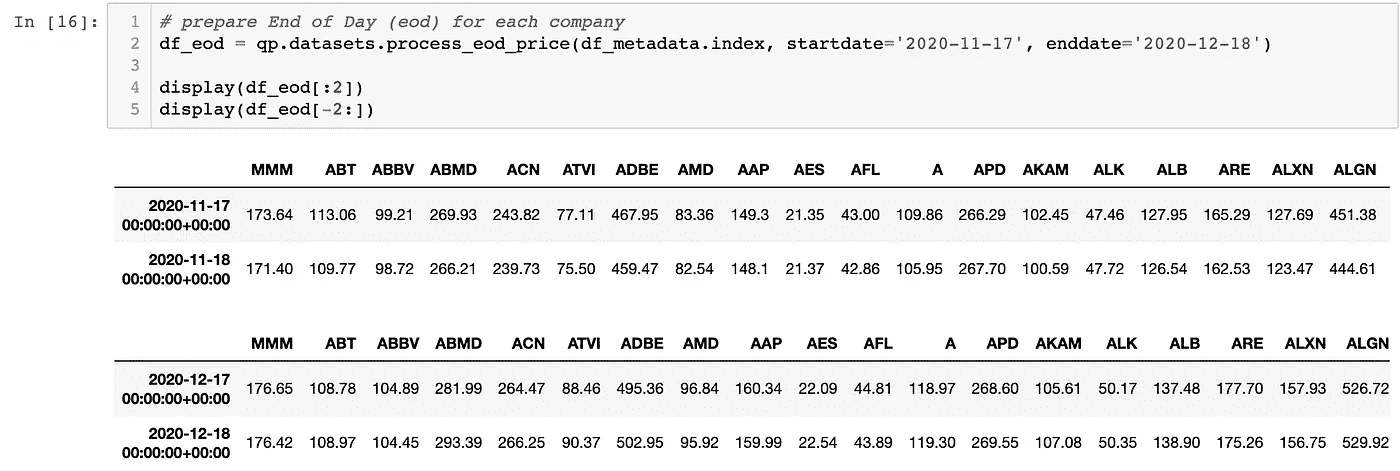 In [16]:
1 # prepare End of Day (eod) for each company
2 df_eod = qp.datasets.process_eod_price(df_metadata.index, startdate='2020-11-17', enddate='2020-12-18')
3
4 display(df_eod[:2])
5 display(df_eod[-2:])
MMM ABT ABBV ABMD ACN ATVI ADBE AMD AAP AES AFL A APD AKAM ALK ALB ARE ALXN ALGN
2020-11-17
00:00:00+00:00 173.64 113.06 99.21 269.93 243.82 77.11 467.95 83.36 149.3 21.35 43.00 109.86 266.29 102.45 47.46 127.95 165.29 127.69 451.38
2020-11-18
00:00:00+00:00 171.40 109.77 98.72 266.21 239.73 75.50 459.47 82.54 148.1 21.37 42.86 105.95 267.70 100.59 47.72 126.54 162.53 123.47 444.61
MMM ABT ABBV ABMD ACN ATVI ADBE AMD AAP AES AFL A APD AKAM ALK ALB ARE ALXN ALGN
2020-12-17
00:00:00+00:00 176.65 108.78 104.89 281.99 264.47 88.46 495.36 96.84 160.34 22.09 44.81 118.97 268.60 105.61 50.17 137.48 177.70 157.93 526.72
2020-12-18
00:00:00+00:00 176.42 108.97 104.45 293.39 266.25 90.37 502.95 95.92 159.99 22.54 43.89 119.30 269.55 107.08 50.35 138.90 175.26 156.75 529.92